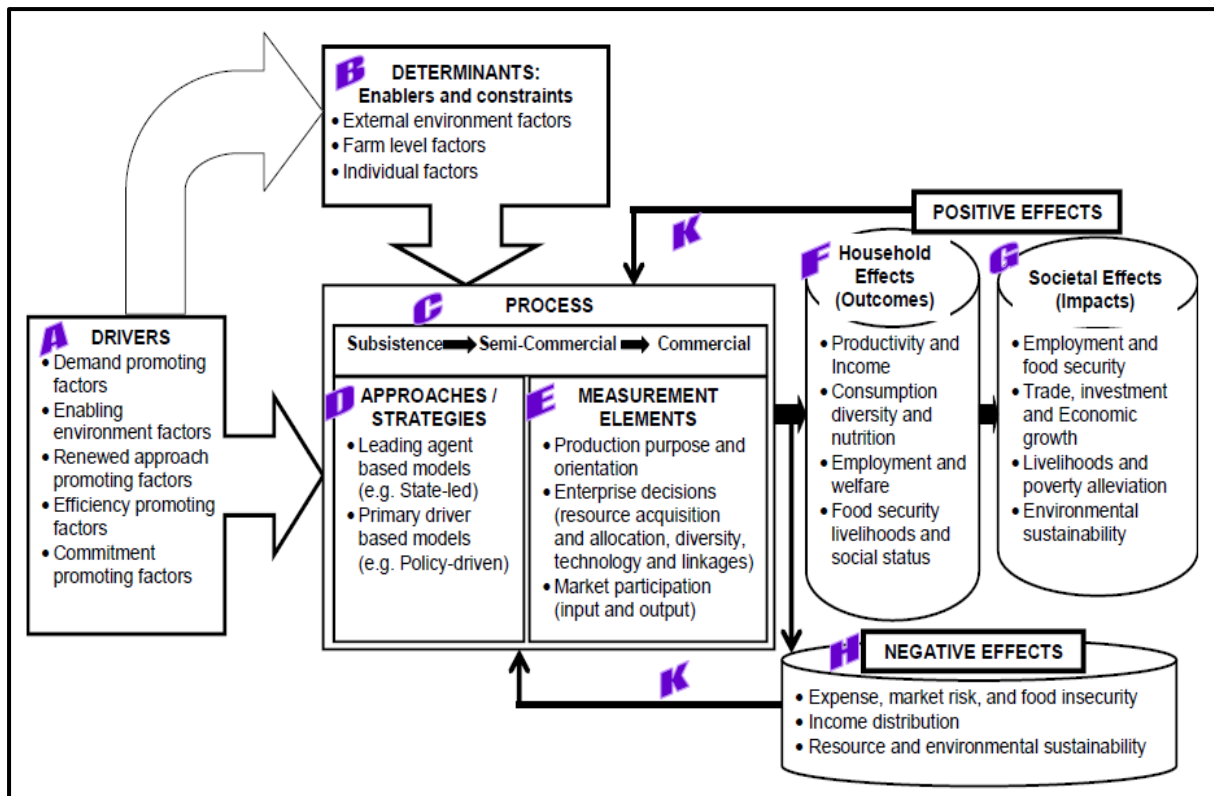 B
DETERMINANTS:
Enablers and constraints
• External environment factors
• Farm level factors
• Individual factors
A
DRIVERS
• Demand promoting
factors
• Enabling
environment factors
• Renewed approach
promoting factors
• Efficiency promoting
factors
• Commitment
promoting factors
C
PROCESS
Subsistence Semi-Commercial Commercial
D
APPROACHES /
STRATEGIES
• Leading agent
based models
(e.g. State-led)
• Primary driver
based models
(e.g. Policy-driven)
E
MEASUREMENT
ELEMENTS
• Production purpose and
orientation
• Enterprise decisions
(resource acquisition
and allocation, diversity,
technology and linkages)
• Market participation
(input and output)
K
POSITIVE EFFECTS
F
Household
Effects
(Outcomes)
• Productivity and
Income
• Consumption
diversity and
nutrition
• Employment and
welfare
• Food security
livelihoods and
social status
G
Societal Effects
(Impacts)
• Employment and
food security
• Trade, investment
and Economic
growth
• Livelihoods and
poverty alleviation
• Environmental
sustainability
K
H
NEGATIVE EFFECTS
• Expense, market risk, and food insecurity
• Income distribution
• Resource and environmental sustainability